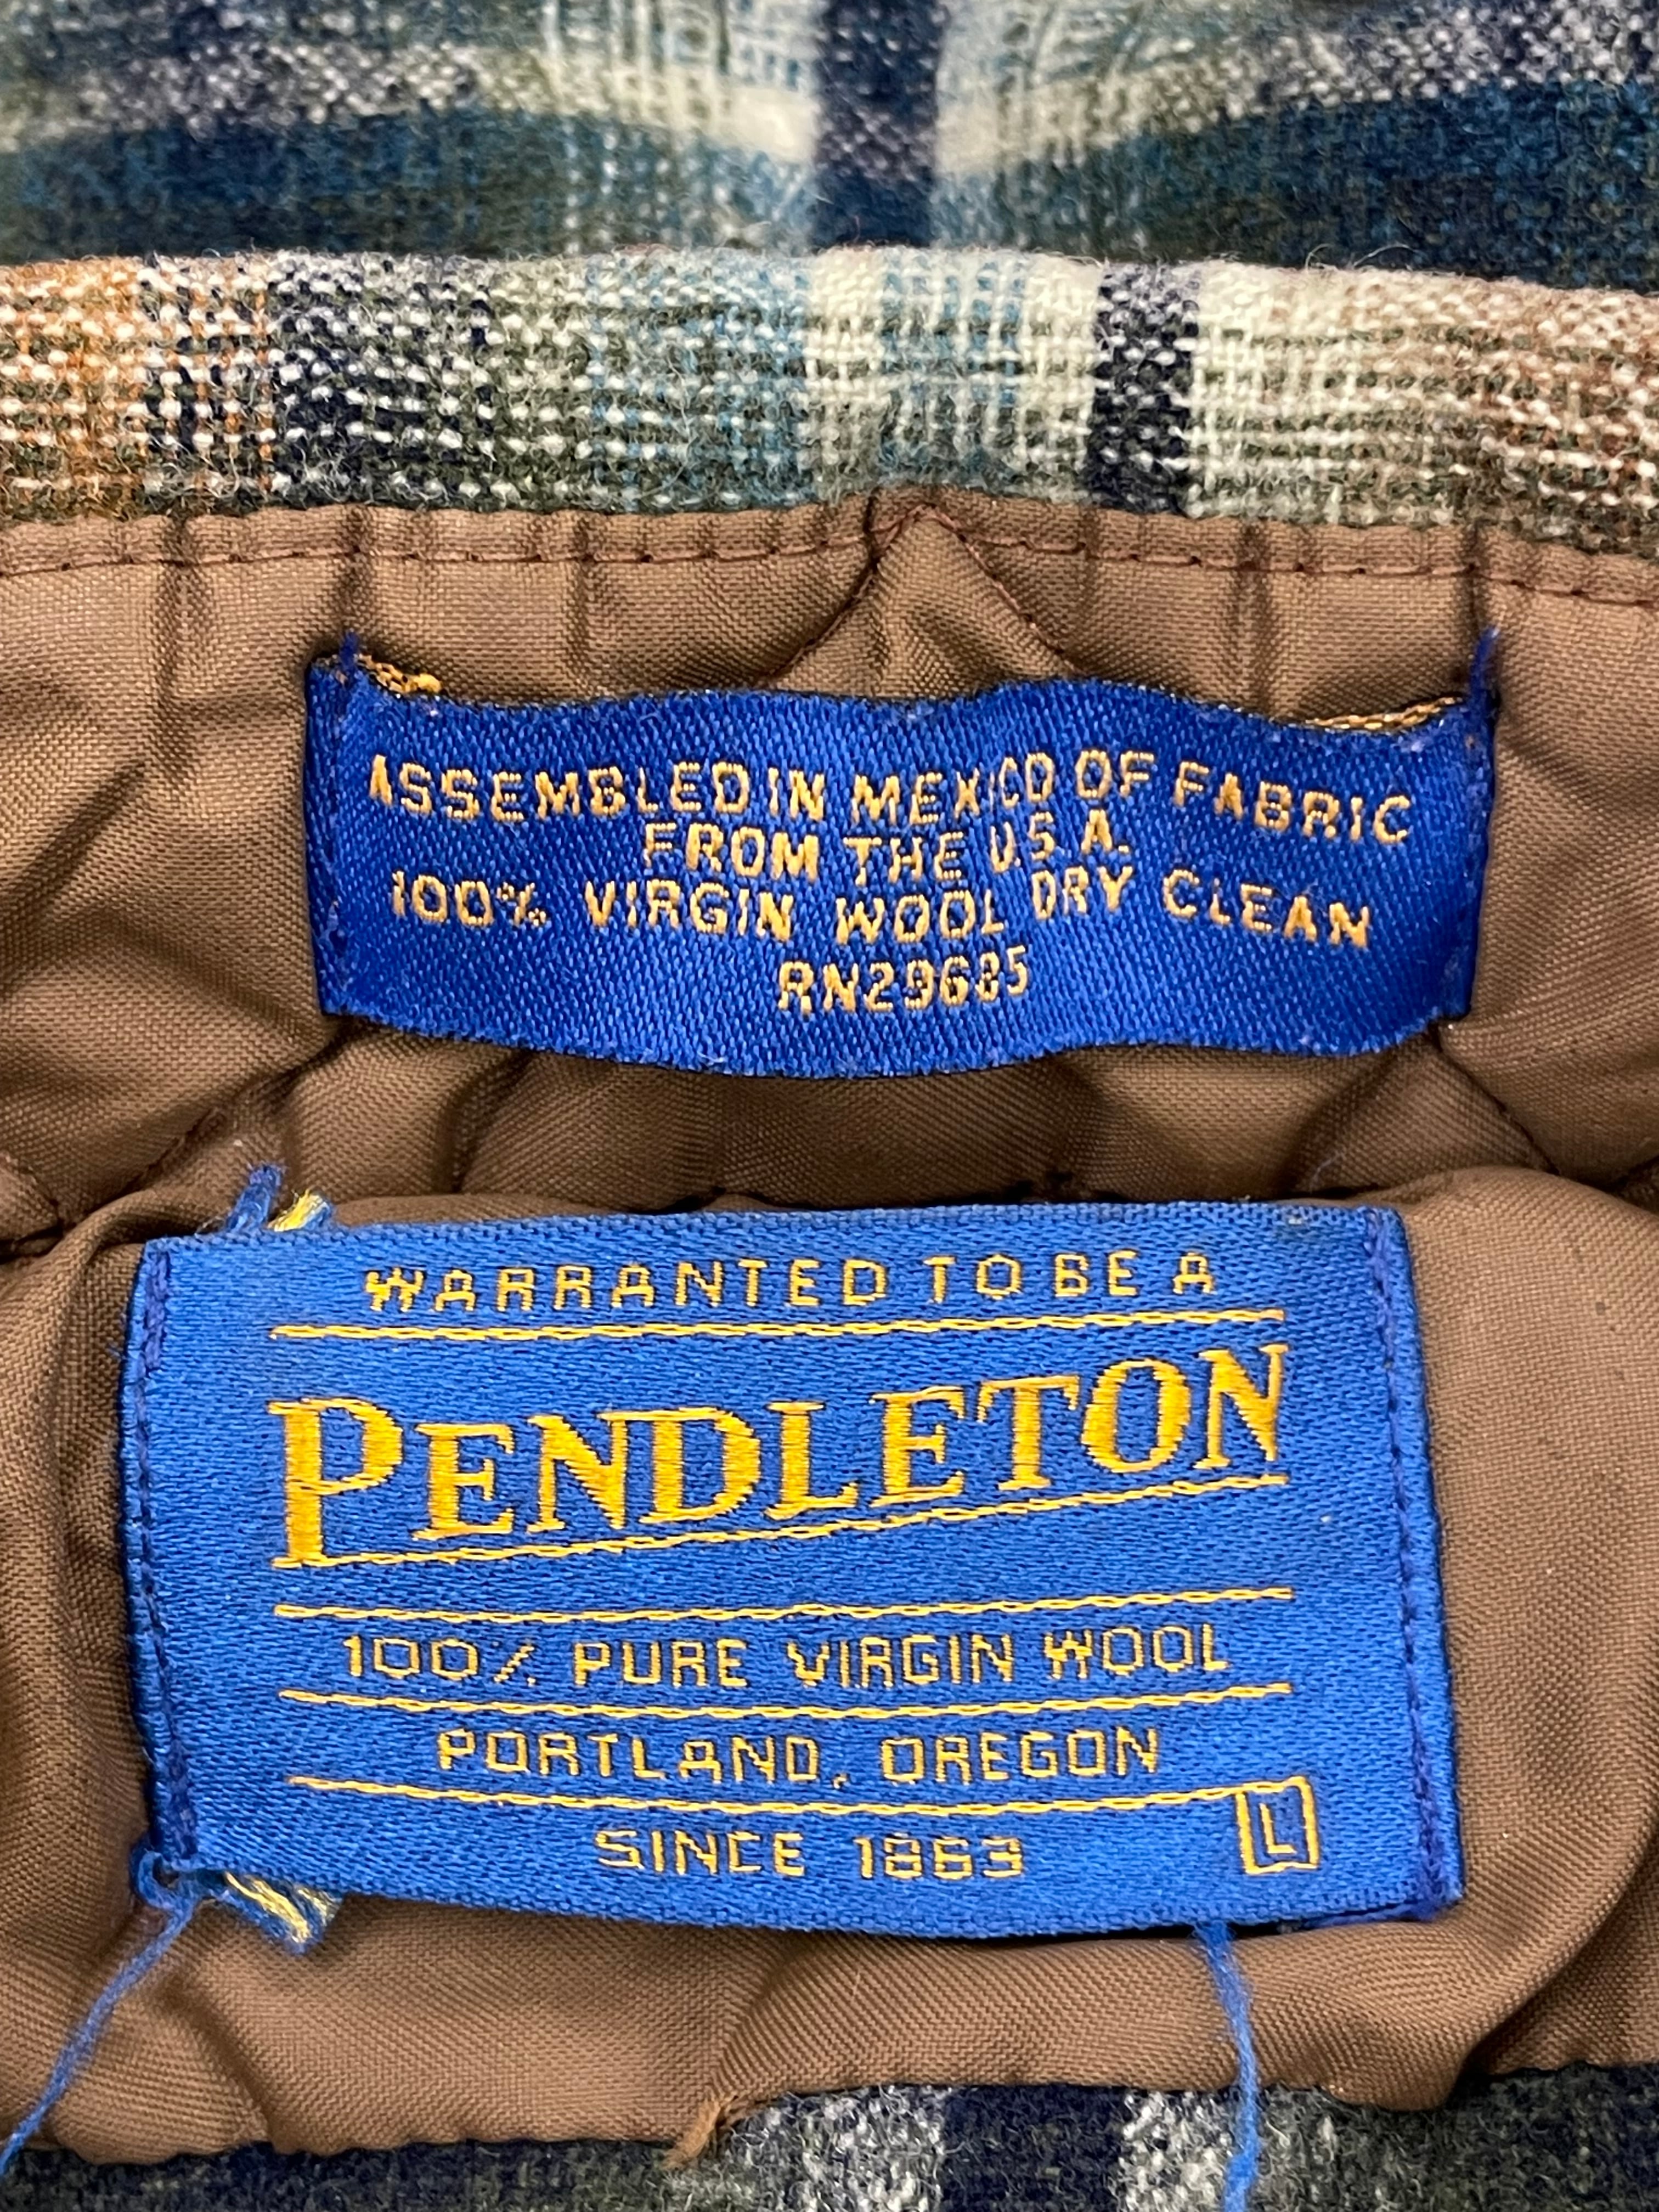 ASSEMBLED IN MEXICO OF FABRIC
FROM THE U.S.A.
100% VIRGIN WOOL DRY CLEAN
RN29685
WARRANTED TO BE A
PENDLETON
100% PURE VIRGIN WOOL
PORTLAND, OREGON
SINCE 1863
L